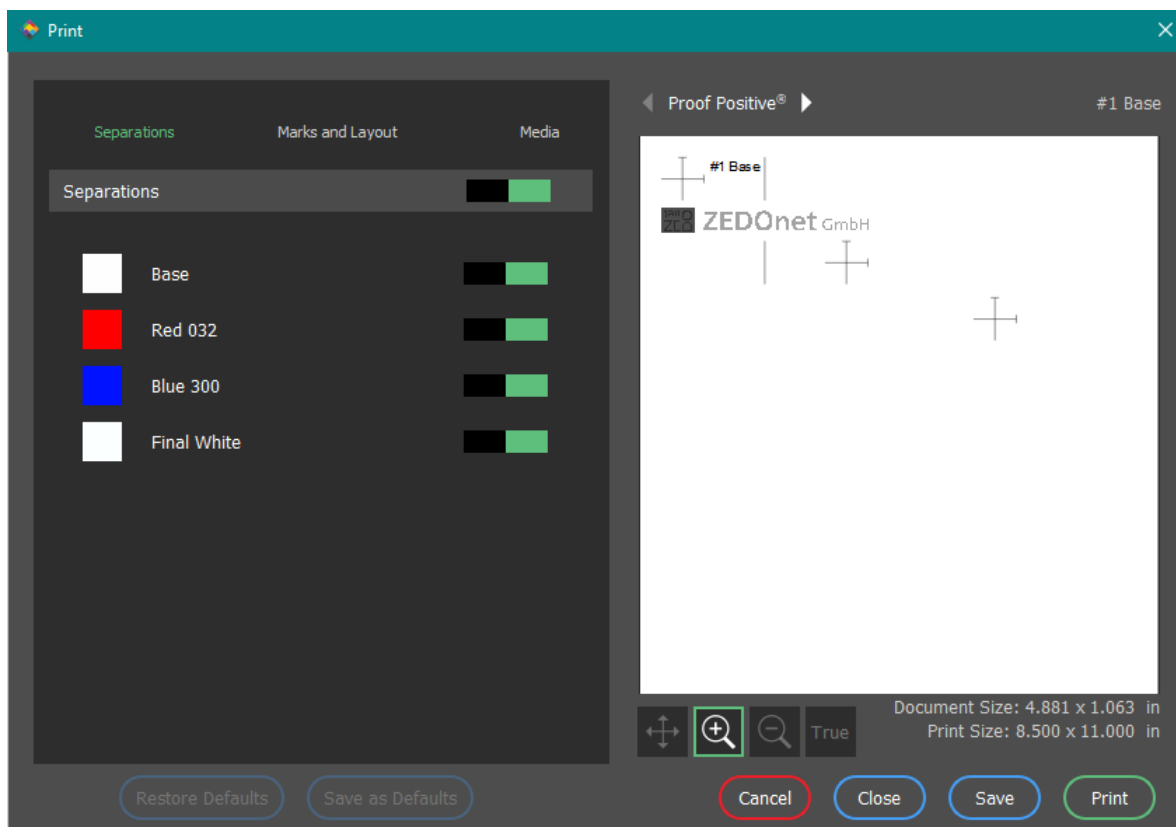 Print
Separations Marks and Layout Media
Separations
Base
Red 032
Blue 300
Final White
Restore Defaults Save as Defaults
Proof Positive® #1 Base
#1 Base
ZEDOnet GmbH
True
Document Size: 4.881 x 1.063 in
Print Size: 8.500 x 11.000 in
Cancel Close Save Print